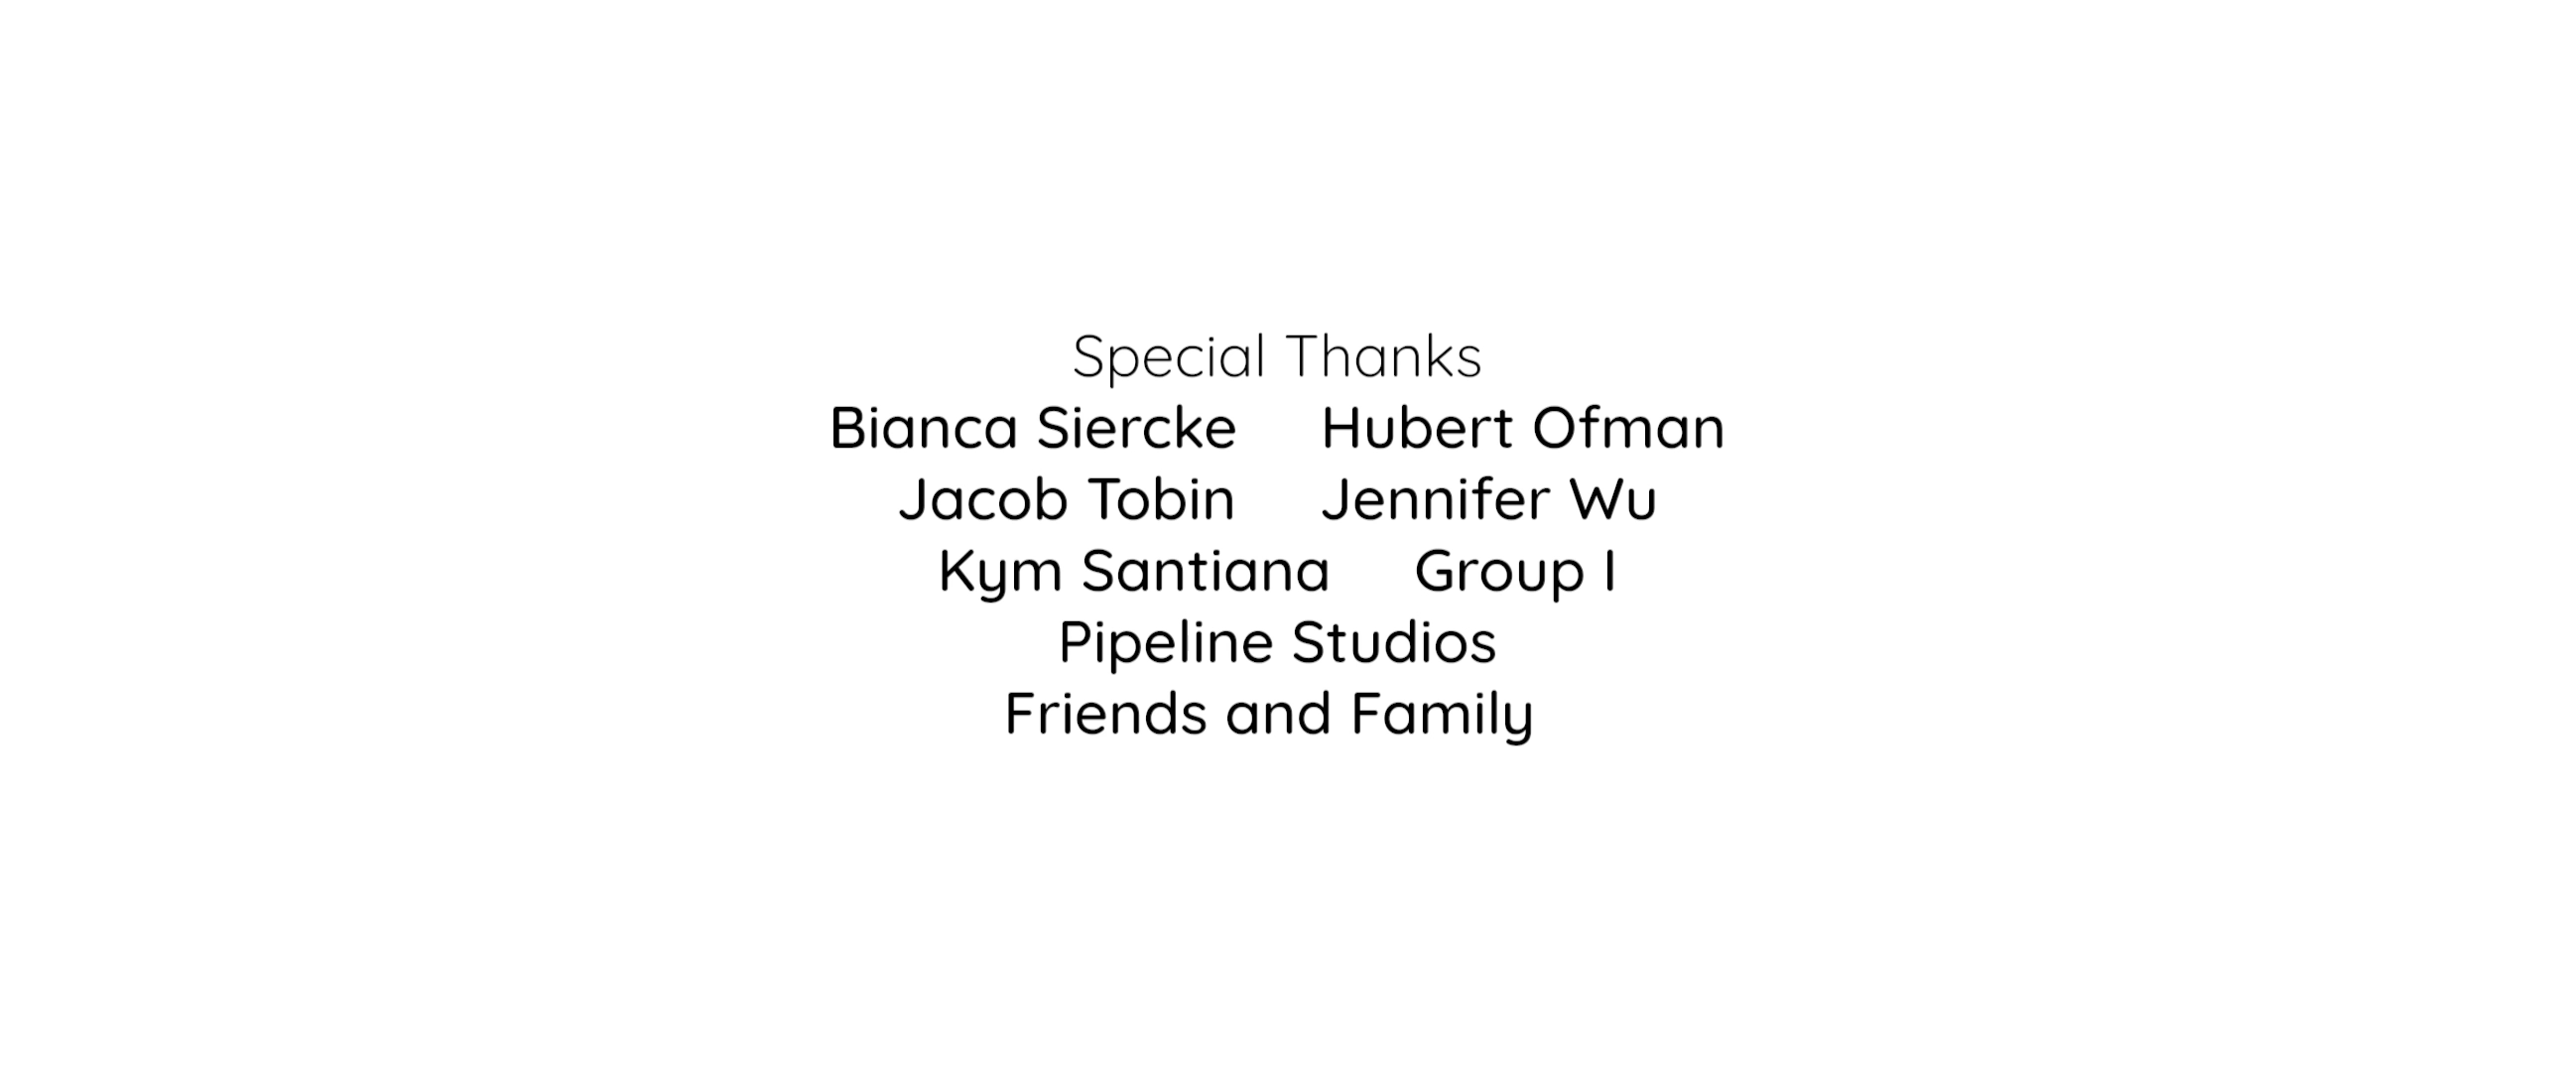 Special Thanks
Bianca Siercke Hubert Ofman
Jacob Tobin Jennifer Wu
Kym Santiana Group I
Pipeline Studios
Friends and Family